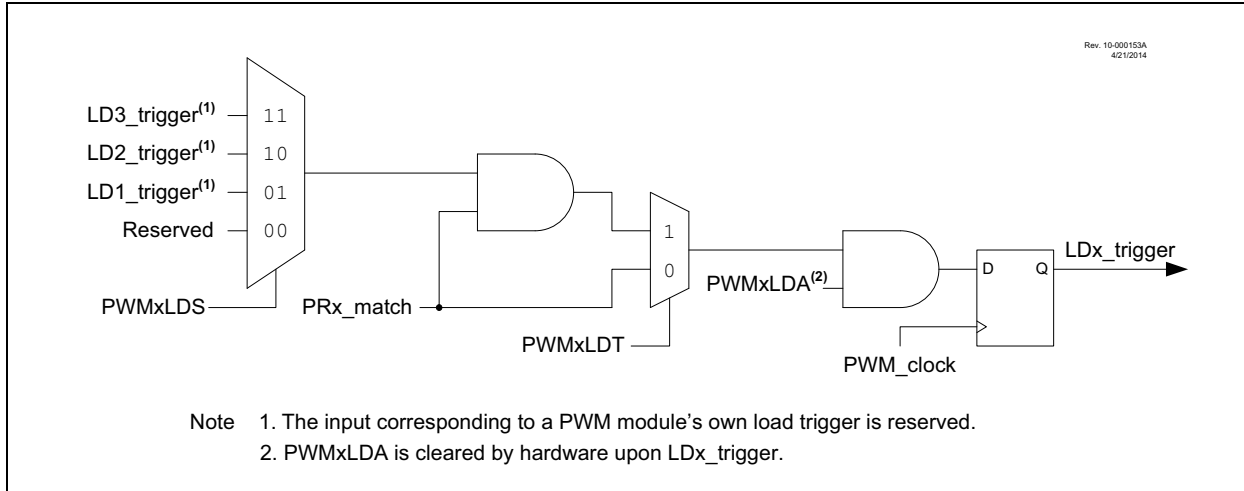 Rev. 10-000153A
4/21/2014
LD3_trigger(1)
11
LD2_trigger(1)
10
LD1_trigger(1)
01
Reserved
00
PWMxLDS
PRx_match
1
0
PWMxLDT
PWMxLDA(2)
D
Q
LDx_trigger
PWM_clock
Note 1. The input corresponding to a PWM module's own load trigger is reserved.
2. PWMxLDA is cleared by hardware upon LDx_trigger.